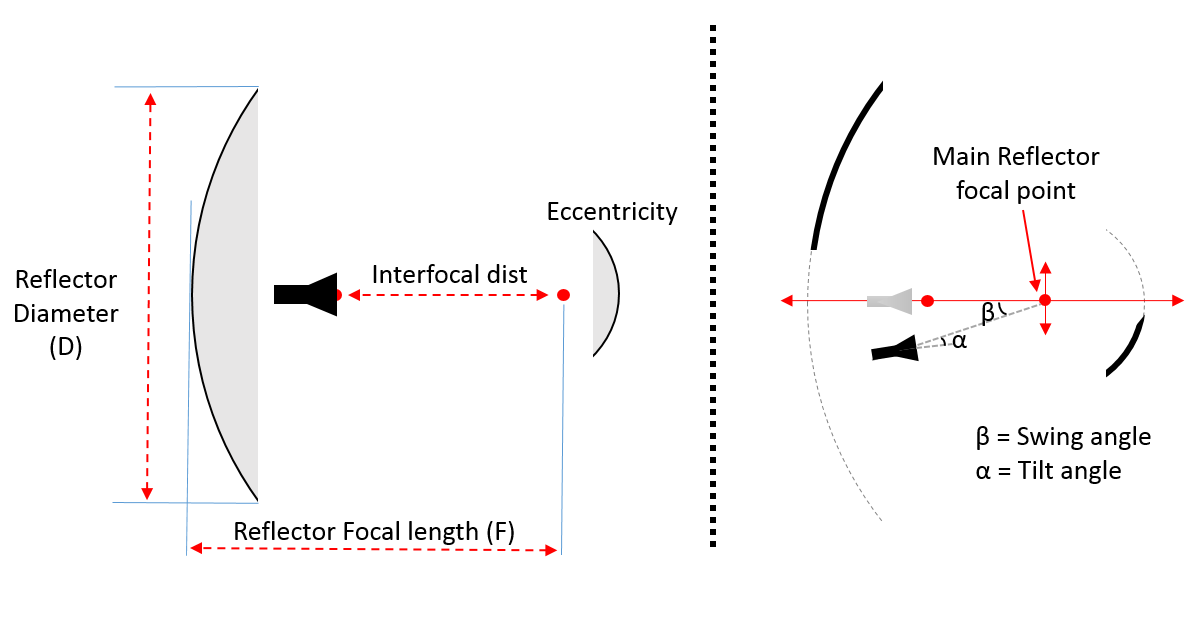 Reflector
Diameter
(D)
Interfocal dist
Eccentricity
Reflector Focal length (F)
Main Reflector
focal point
β
α
β = Swing angle
α = Tilt angle